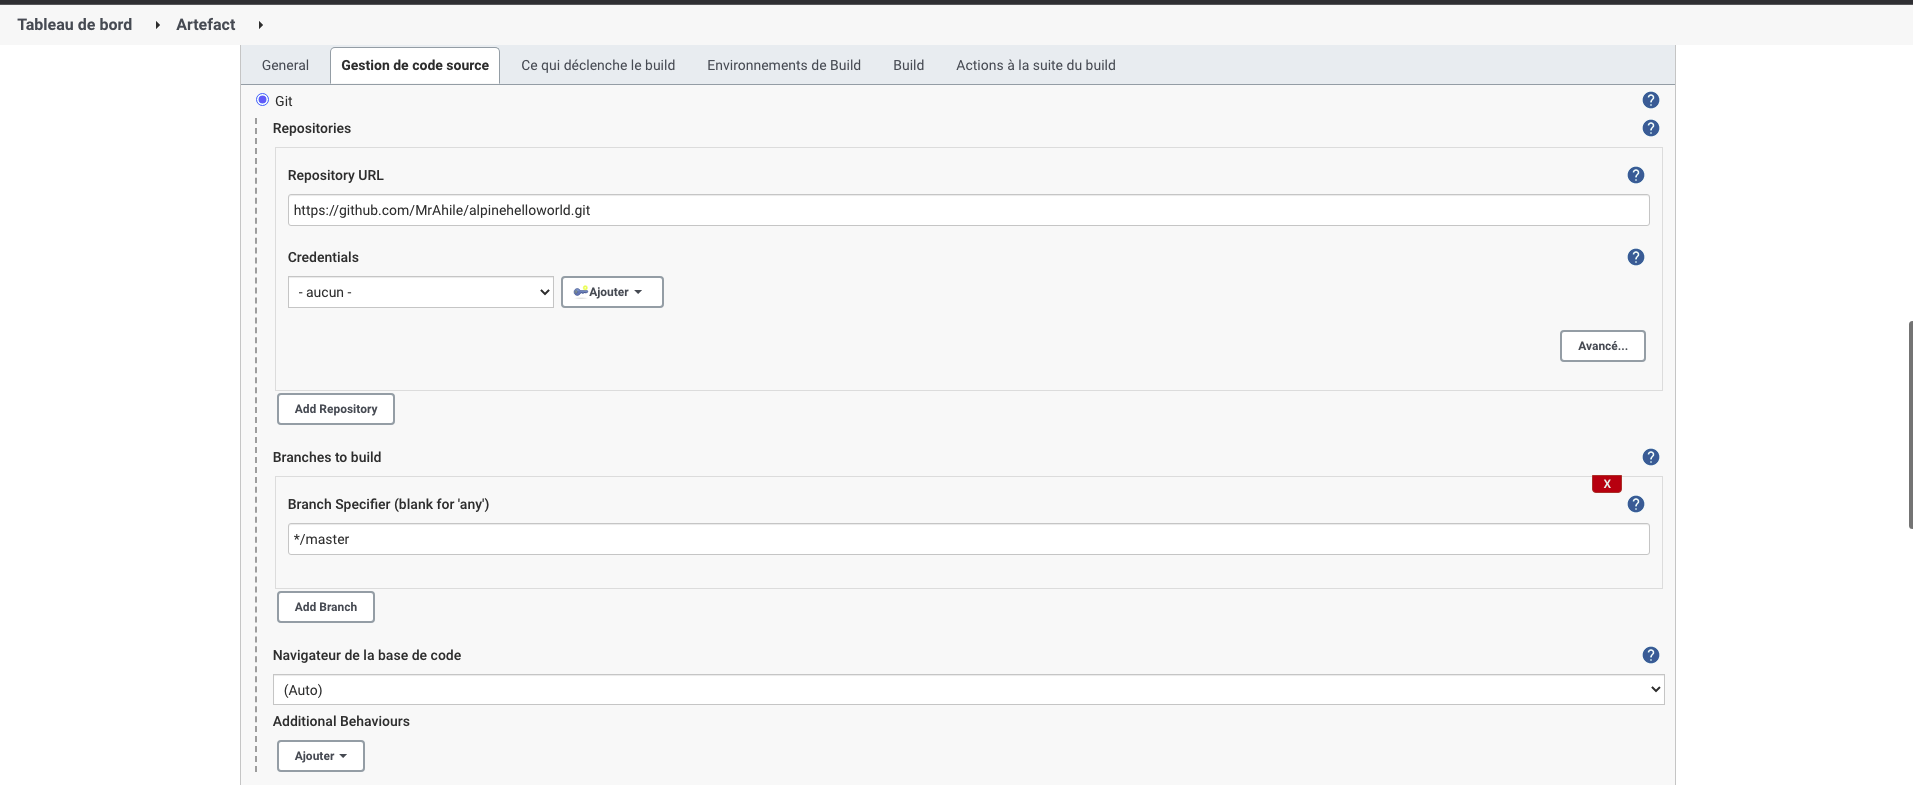 Tableau de bord Artefact
General Gestion de code source Ce qui déclenche le build Environnements de Build Build Actions à la suite du build
Git ?
Repositories ?
Repository URL ?
https://github.com/MrAhile/alpinehelloworld.git
Credentials ?
- aucun - Ajouter
Avancé...
Add Repository
Branches to build ?
X
Branch Specifier (blank for 'any') ?
*/master
Add Branch
Navigateur de la base de code ?
(Auto)
Additional Behaviours
Ajouter